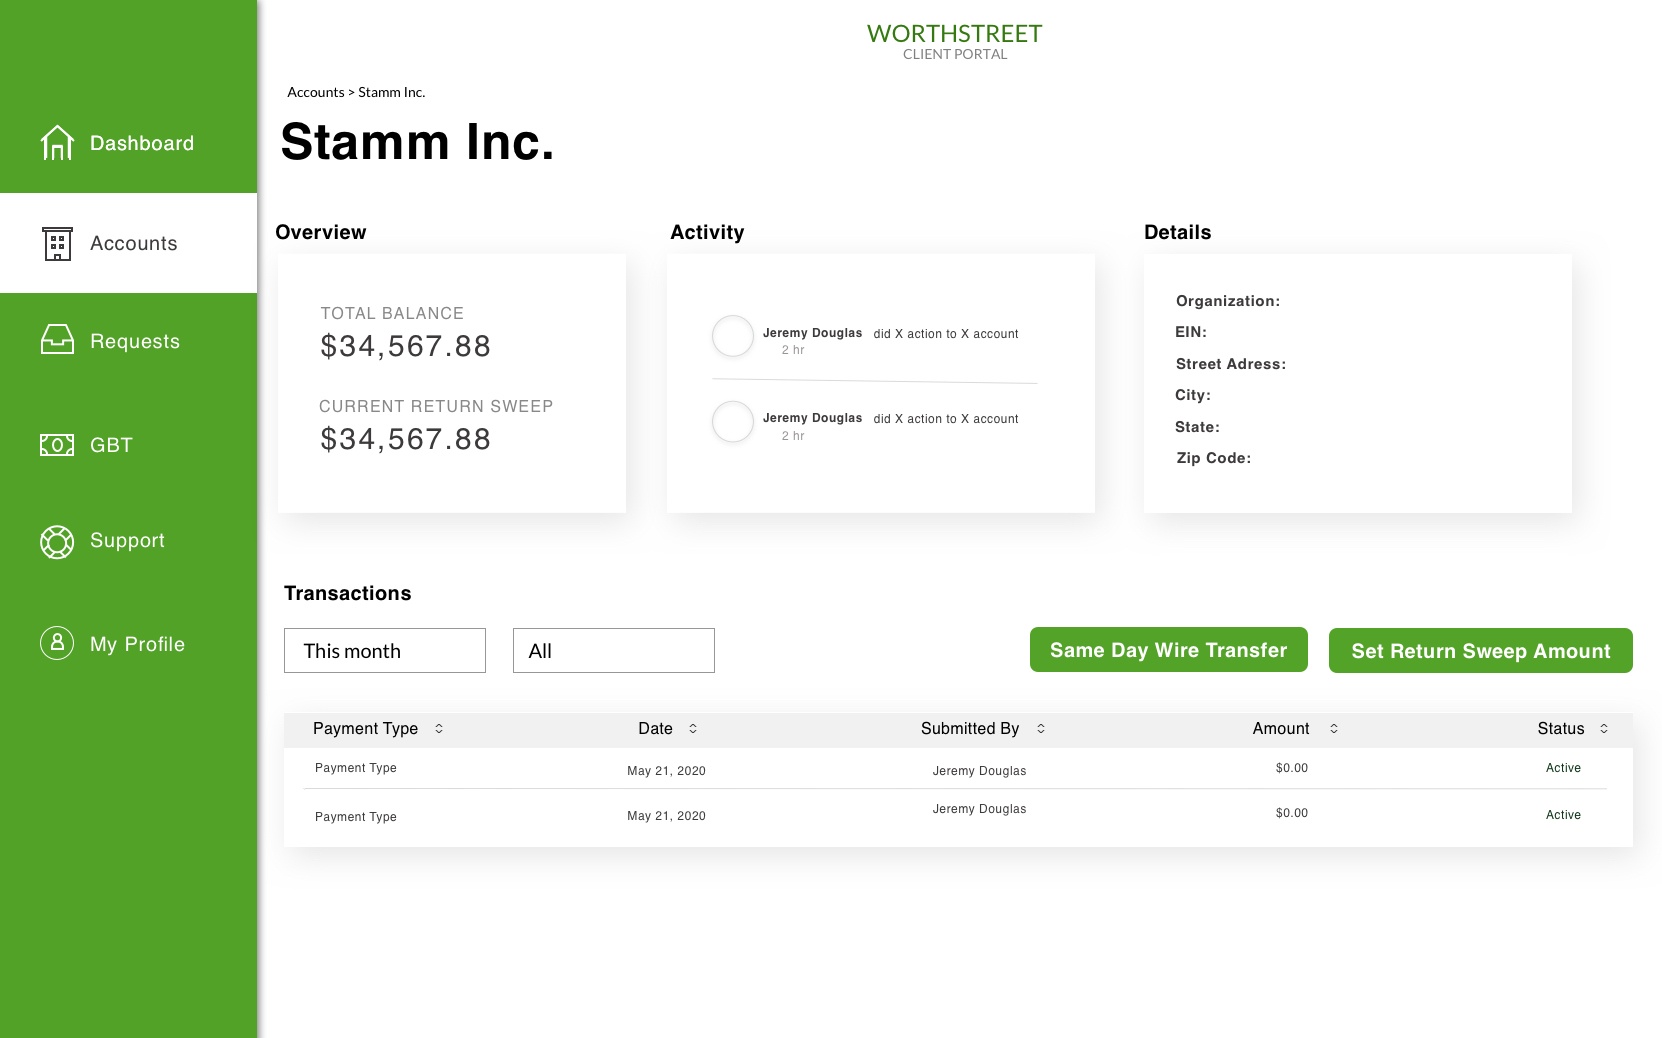 WORTHSTREET
CLIENT PORTAL
Accounts > Stamm Inc.
Stamm Inc.
Dashboard
Accounts
Requests
GBT
Support
My Profile
Overview
TOTAL BALANCE
$34,567.88
CURRENT RETURN SWEEP
$34,567.88
Activity
Jeremy Douglas did X action to X account
2 hr
Jeremy Douglas did X action to X account
2 hr
Details
Organization:
EIN:
Street Adress:
City:
State:
Zip Code:
Transactions
This month All Same Day Wire Transfer Set Return Sweep Amount
Payment Type Date Submitted By Amount Status
Payment Type May 21, 2020 Jeremy Douglas $0.00 Active
Payment Type May 21, 2020 Jeremy Douglas $0.00 Active